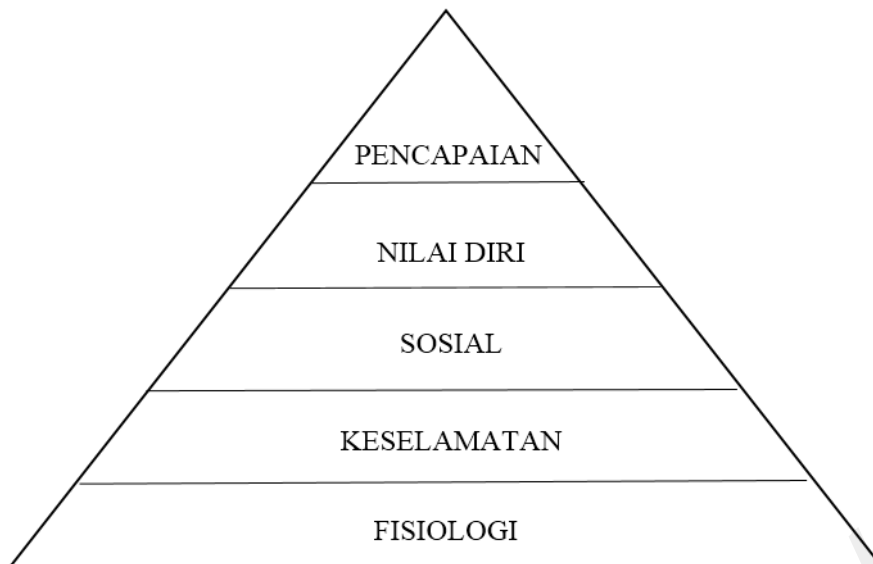 PENCAPAIAN
NILAI DIRI
SOSIAL
KESELAMATAN
FISIOLOGI